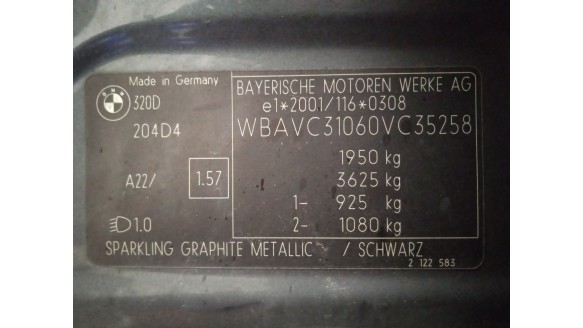 Made in Germany
BMW
320D
204D4
A22/ 1.57
1.0
BAYERISCHE MOTOREN WERKE AG
e1*2001/116*0308
WBAVC31060VC35258
1950 kg
3625 kg
1- 925 kg
2- 1080 kg
SPARKLING GRAPHITE METALLIC / SCHWARZ
2 122 583